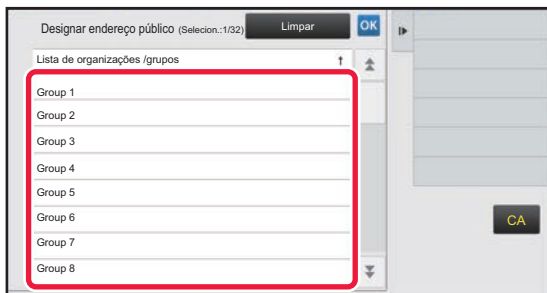 Designar endereço público (Selecion.:1/32) Limpar OK
Lista de organizações /grupos ↑
Group 1
Group 2
Group 3
Group 4
Group 5
Group 6
Group 7
Group 8
CA